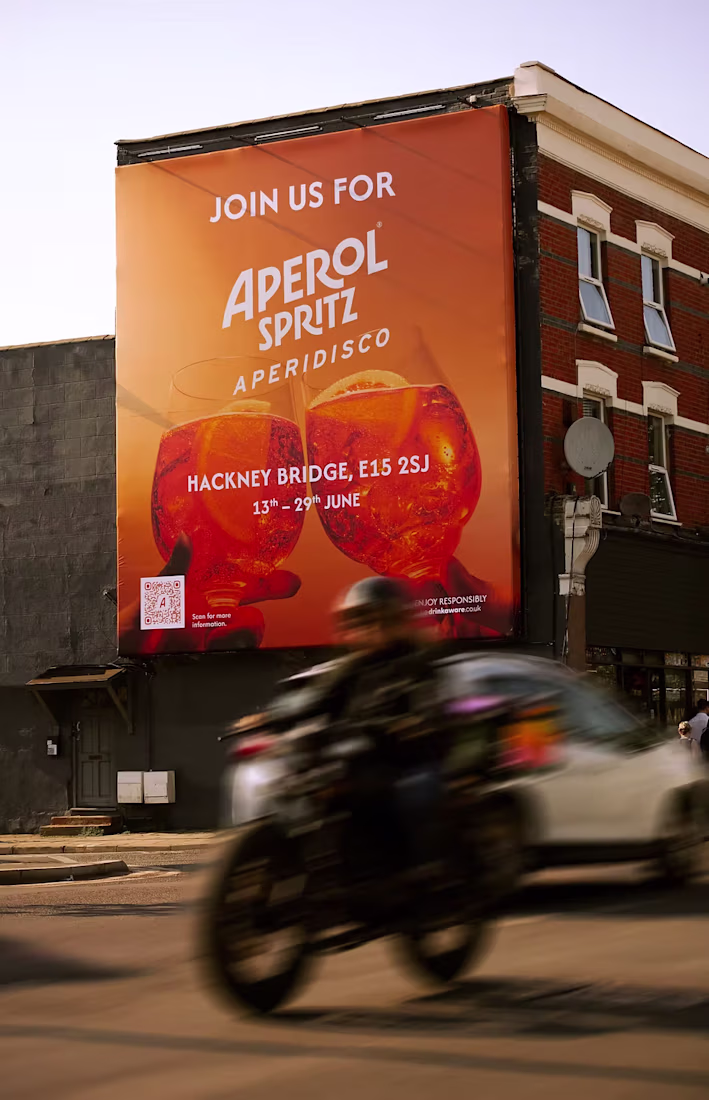 JOIN US FOR
APEROL®
SPRITZ
APERIDISCO
HACKNEY BRIDGE, E15 2SJ
13th – 29th JUNE
A
Scan for more
information.
ENJOY RESPONSIBLY
drinkaware.co.uk